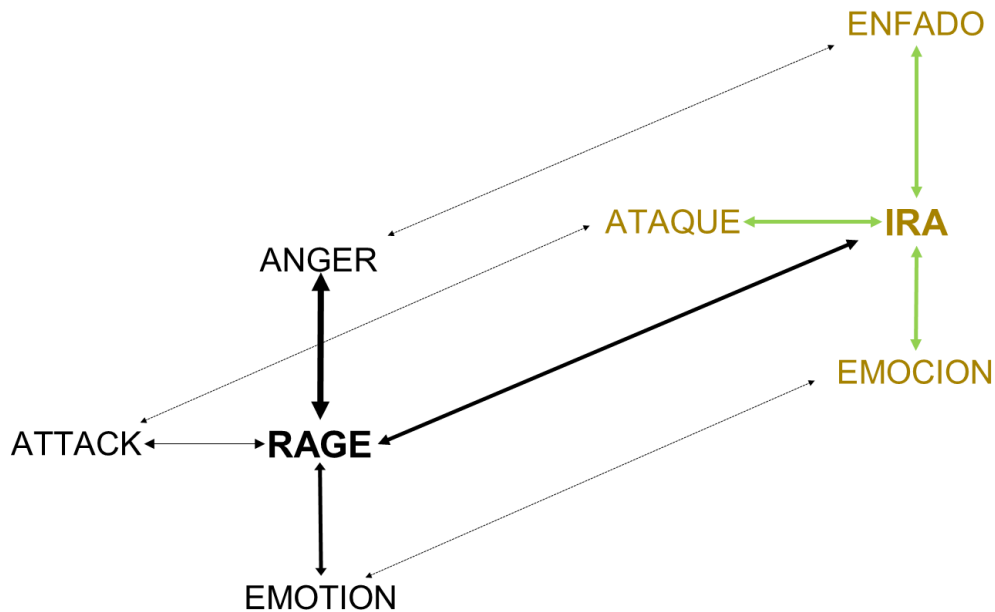 ENFADO
ATAQUE
IRA
ANGER
EMOCION
ATTACK
RAGE
EMOTION